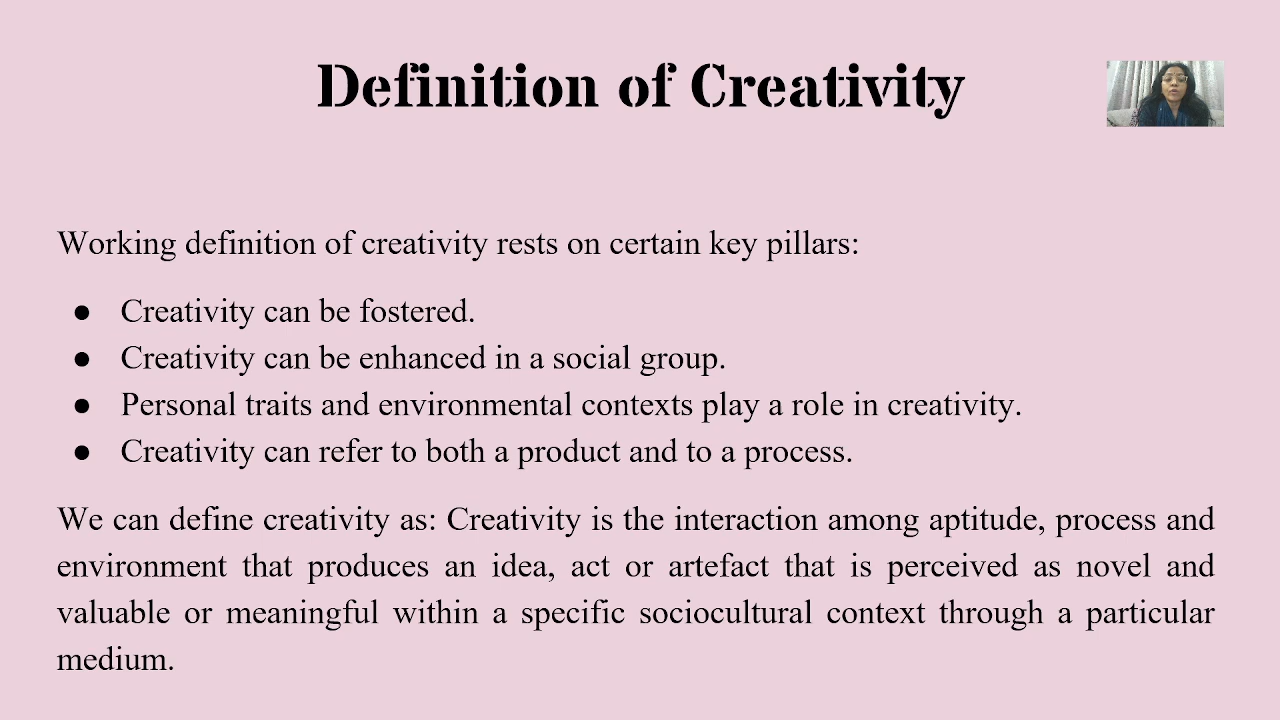 Definition of Creativity
Working definition of creativity rests on certain key pillars:
● Creativity can be fostered.
● Creativity can be enhanced in a social group.
● Personal traits and environmental contexts play a role in creativity.
● Creativity can refer to both a product and to a process.
We can define creativity as: Creativity is the interaction among aptitude, process and
environment that produces an idea, act or artefact that is perceived as novel and
valuable or meaningful within a specific sociocultural context through a particular
medium.